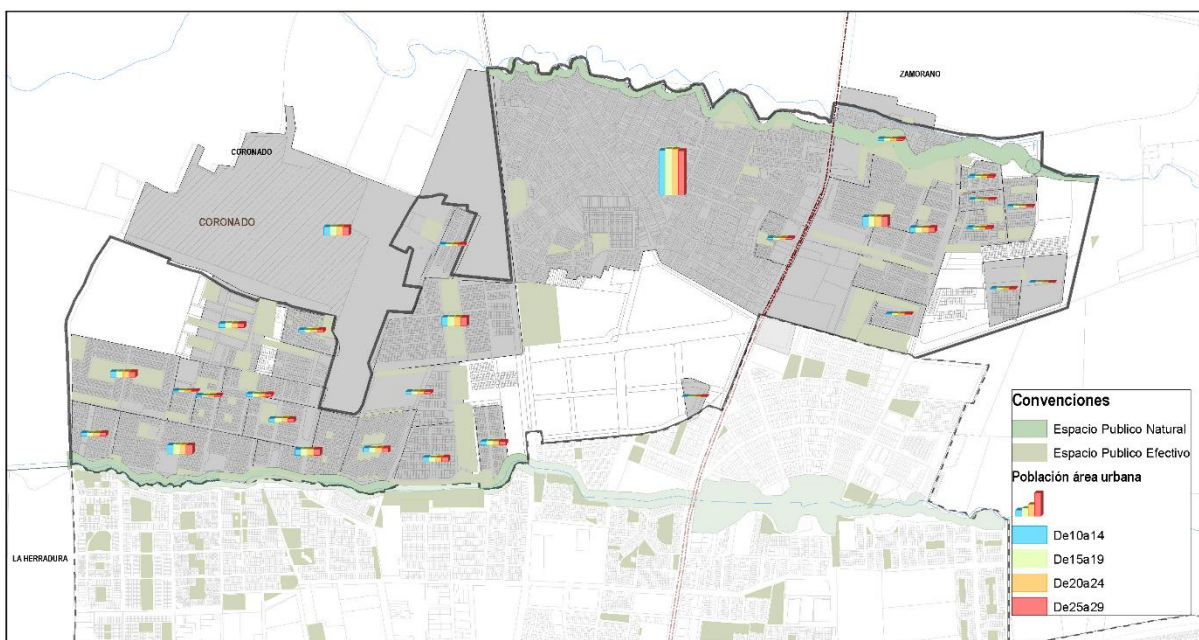 ZAMORANO
CORONADO
CORONADO
LA HERRADURA
Convenciones
Espacio Publico Natural
Espacio Publico Efectivo
Población área urbana
De10a14
De15a19
De20a24
De25a29